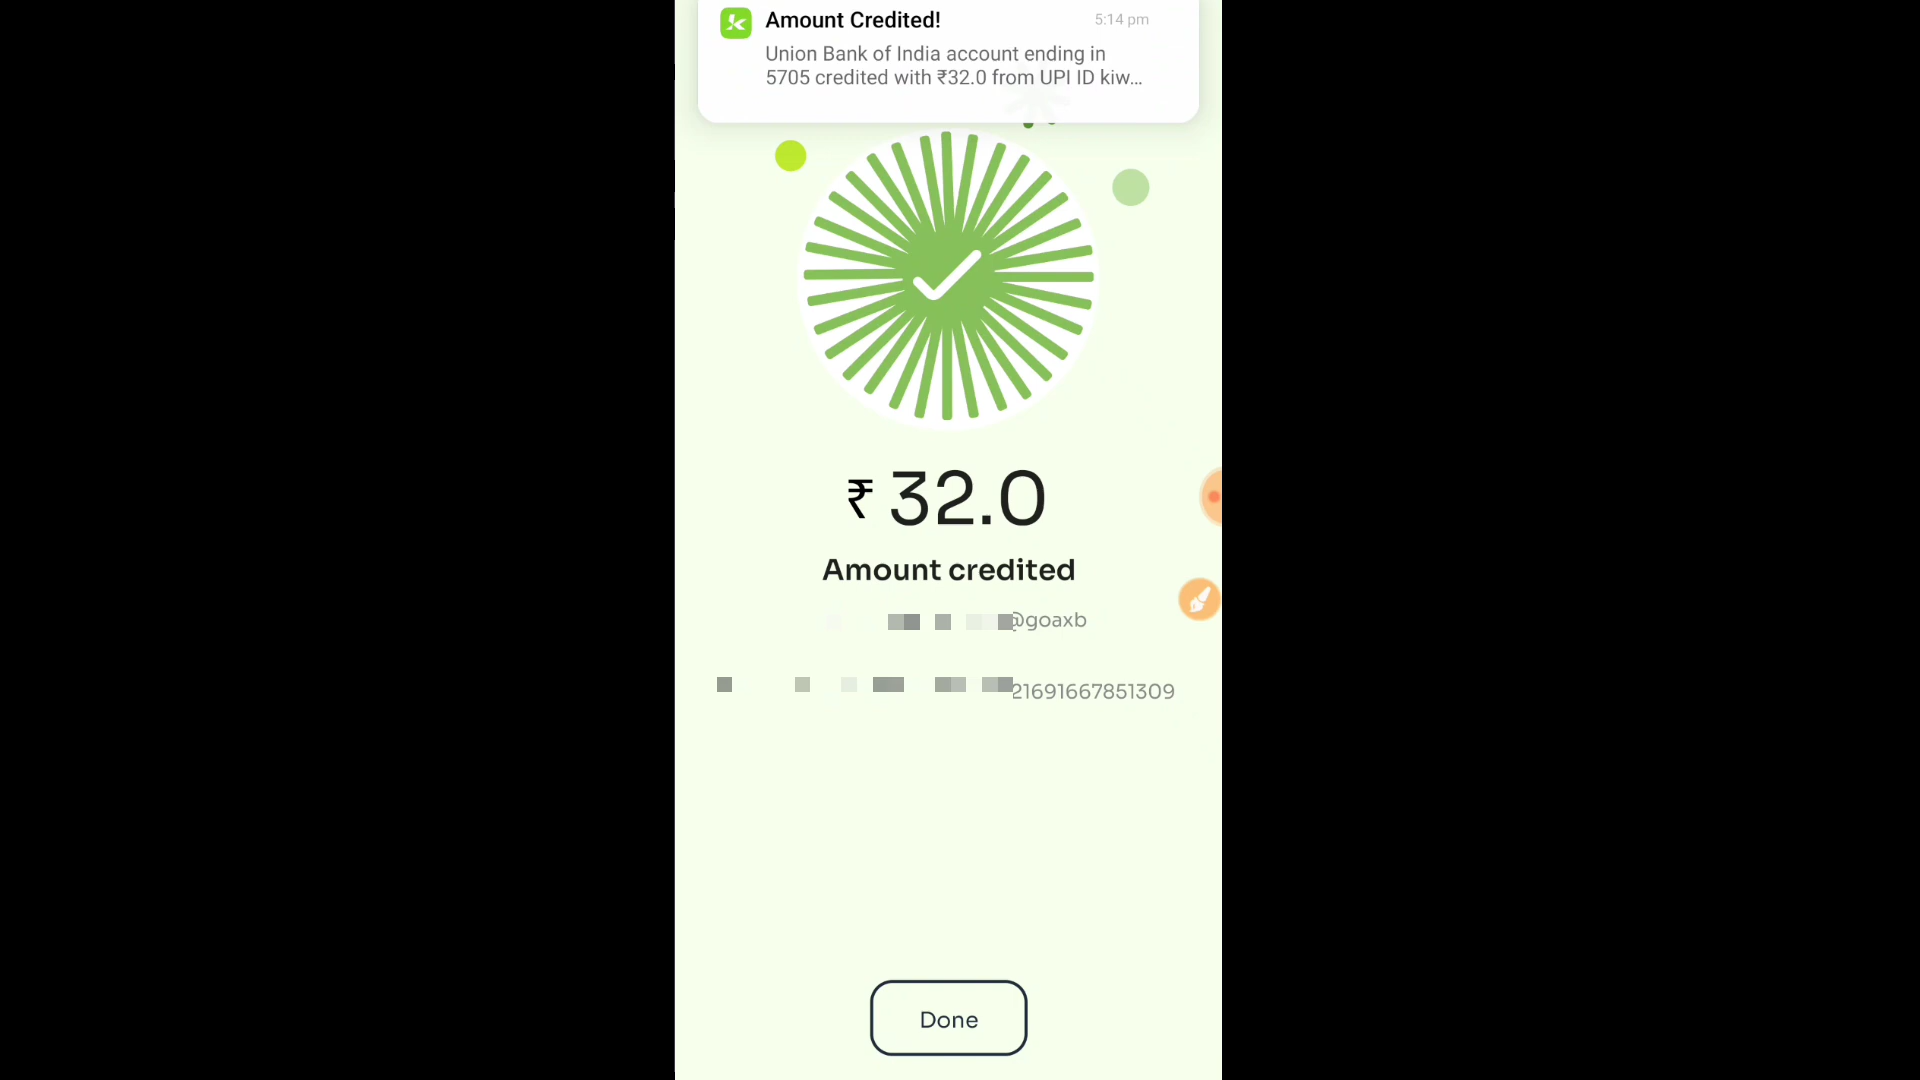 Amount Credited!
5:14 pm
Union Bank of India account ending in
5705 credited with ₹32.0 from UPI ID kiw...
₹ 32.0
Amount credited
@goaxb
21691667851309
Done